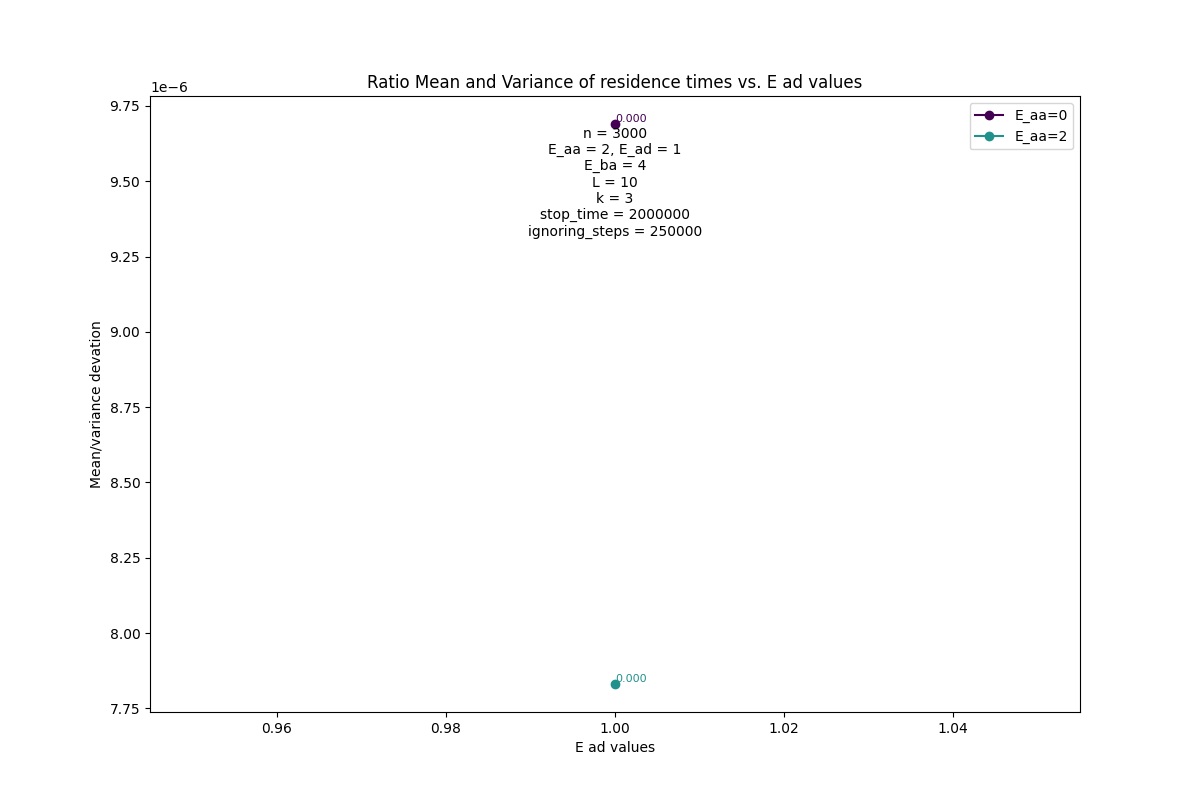 Ratio Mean and Variance of residence times vs. E ad values
1e−6
9.75
9.50
9.25
9.00
8.75
8.50
8.25
8.00
7.75
Mean/variance devation
0.000
n = 3000
E_aa = 2, E_ad = 1
E_ba = 4
L = 10
k = 3
stop_time = 2000000
ignoring_steps = 250000
E_aa=0
E_aa=2
0.000
0.96
0.98
1.00
1.02
1.04
E ad values